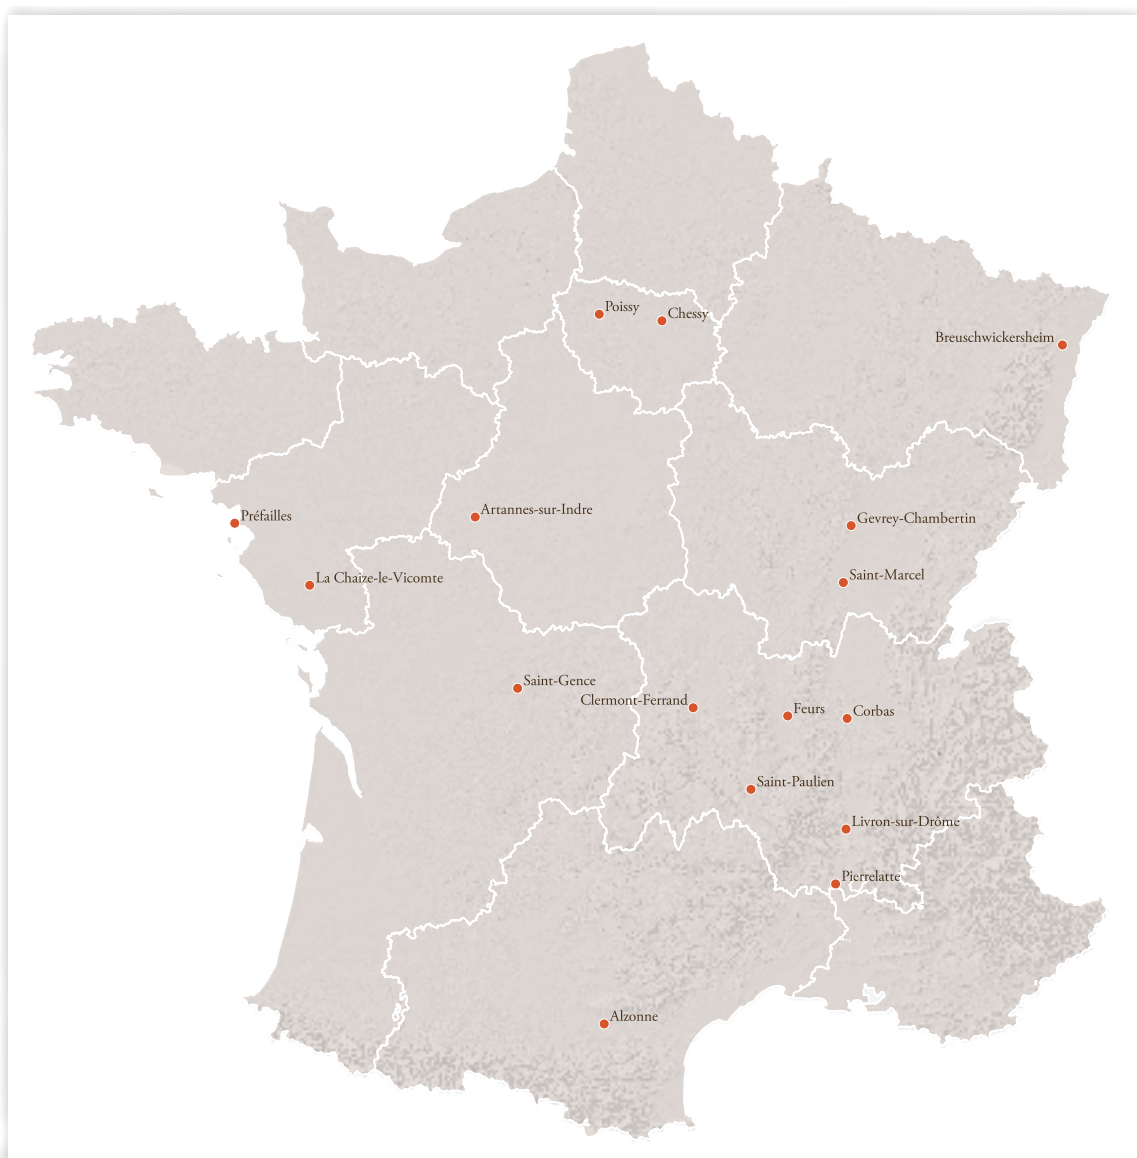 Poissy
Chessy
Breuschwickersheim
Artannes-sur-Indre
Préfailles
Gevrey-Chambertin
La Chaize-le-Vicomte
Saint-Marcel
Saint-Gence
Clermont-Ferrand
Feurs
Corbas
Saint-Paulien
Livron-sur-Drôme
Pierrelatte
Alzonne